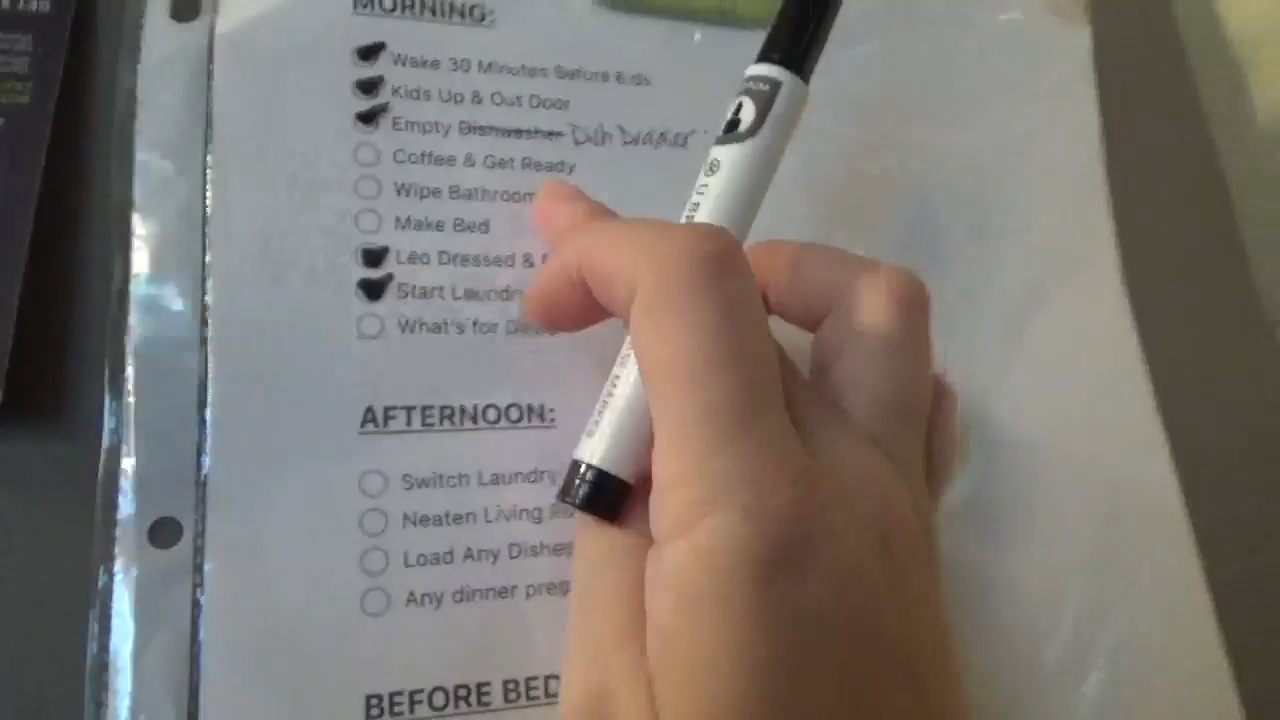 MORNING:
Wake 30 Minutes Before Kids
Kids Up & Out Door
Empty Dishwasher Dish Drainer
Coffee & Get Ready
Wipe Bathroom
Make Bed
Leo Dressed &
Start Laundry
What's for
AFTERNOON:
Switch Laundry
Neaten Living
Load Any Dishes
Any dinner prep
BEFORE BED